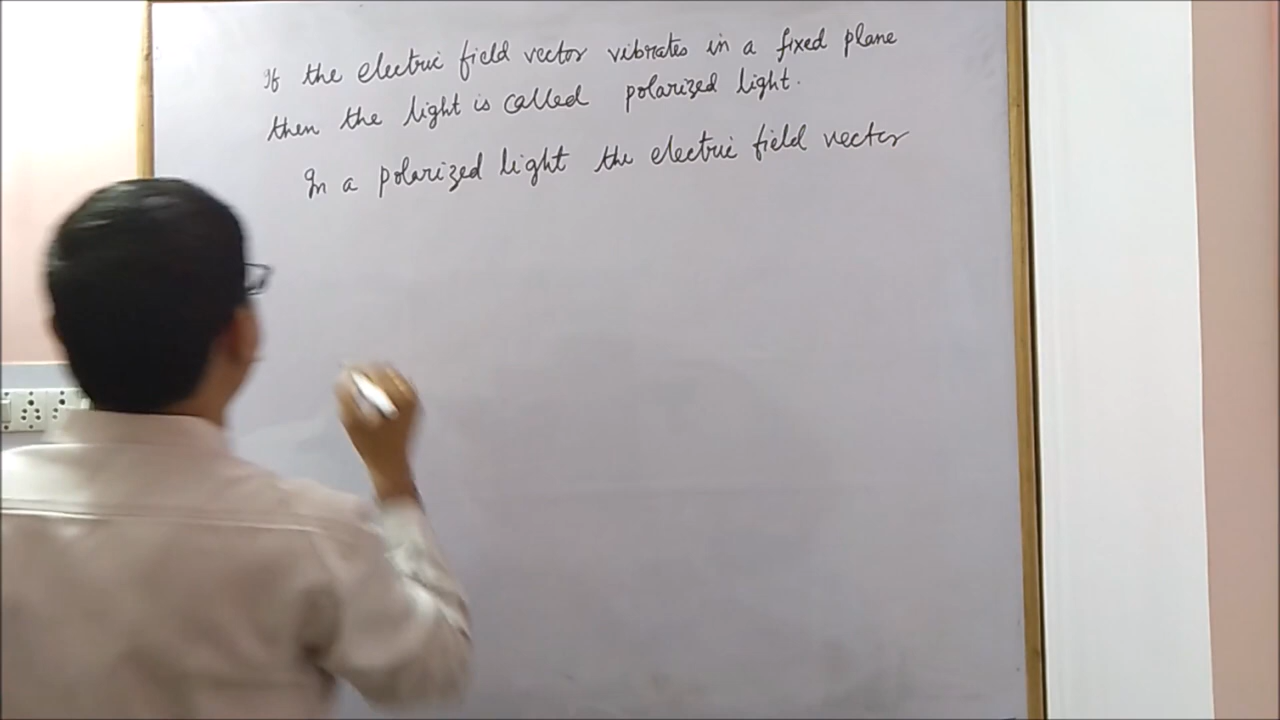 If the electric field vector vibrates in a fixed plane
then the light is called polarized light.
In a polarized light the electric field vector